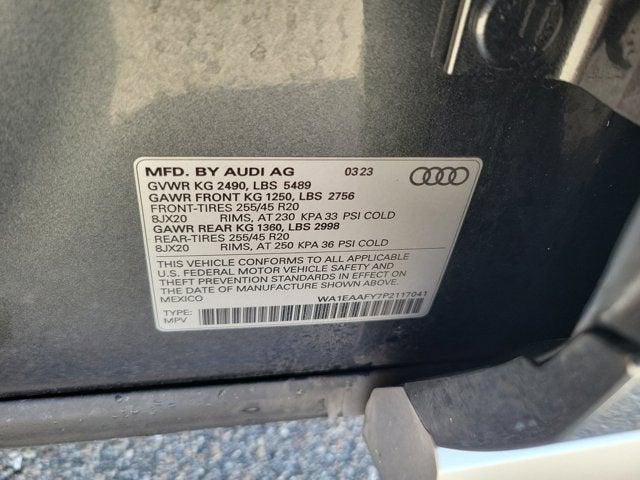 MFD. BY AUDI AG 03 23
GVWR KG 2490, LBS 5489
GAWR FRONT KG 1250, LBS 2756
FRONT-TIRES 255/45 R20
8JX20 RIMS, AT 230 KPA 33 PSI COLD
GAWR REAR KG 1360, LBS 2998
REAR-TIRES 255/45 R20
8JX20 RIMS, AT 250 KPA 36 PSI COLD
THIS VEHICLE CONFORMS TO ALL APPLICABLE
U.S. FEDERAL MOTOR VEHICLE SAFETY AND
THEFT PREVENTION STANDARDS IN EFFECT ON
THE DATE OF MANUFACTURE SHOWN ABOVE.
MEXICO WA1EAAFY7P2117041
TYPE:
MPV